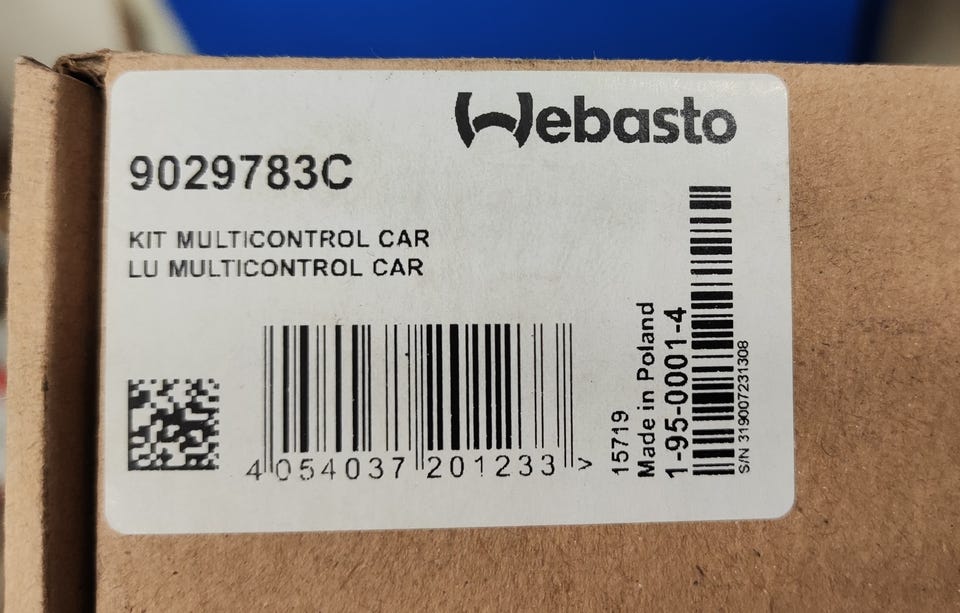 Webasto
9029783C
KIT MULTICONTROL CAR
LU MULTICONTROL CAR
4 054037 201233 >
15719
Made in Poland
1-95-0001-4
S/N 319007231308